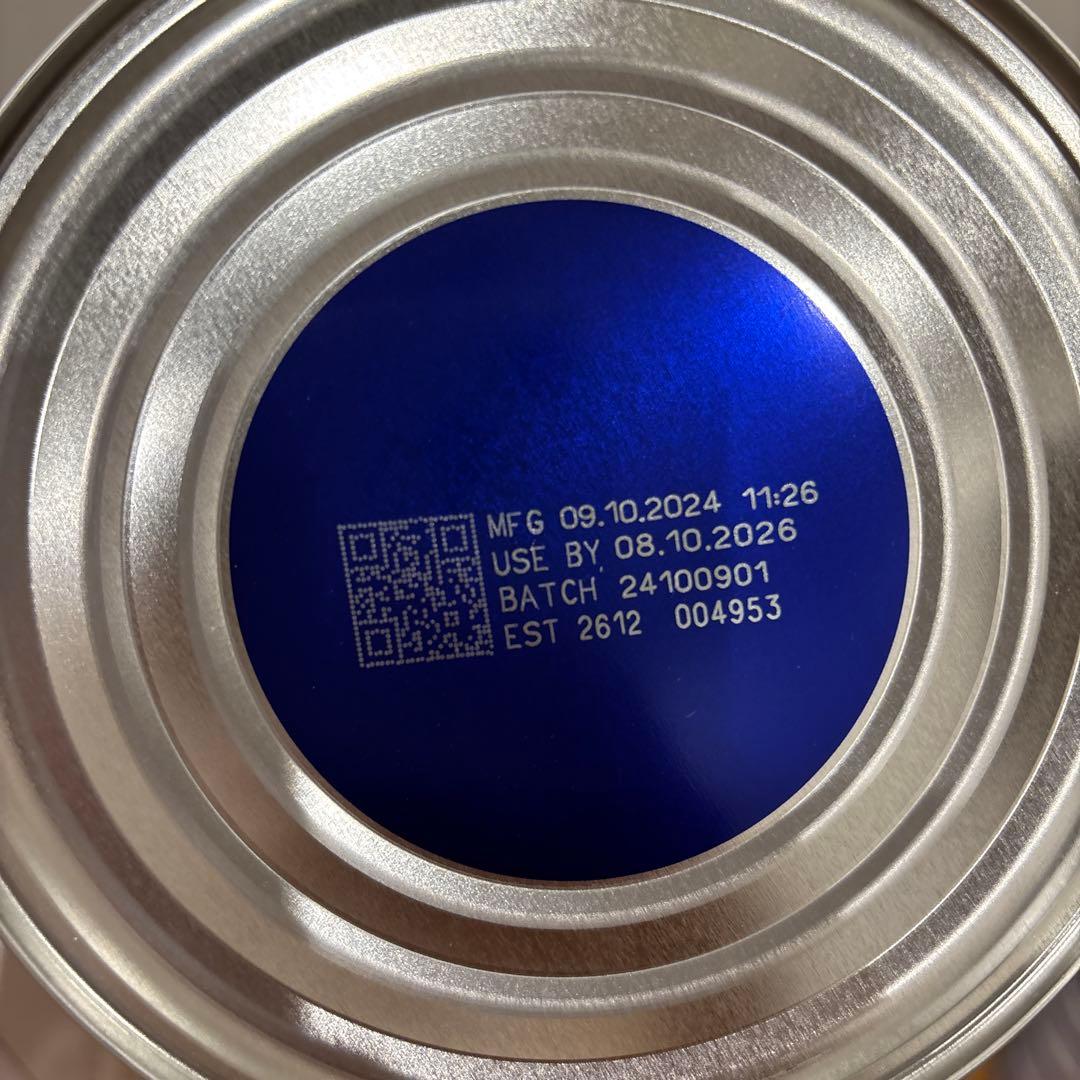 MFG 09.10.2024 11:26
USE BY 08.10.2026
BATCH 24100901
EST 2612 004953